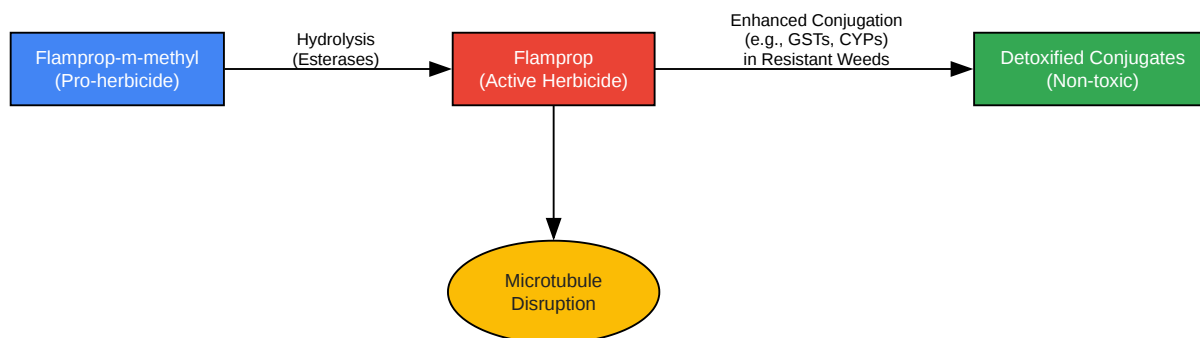 Flamprop-m-methyl
(Pro-herbicide)
Hydrolysis
(Esterases)
Flamprop
(Active Herbicide)
Enhanced Conjugation
(e.g., GSTs, CYPs)
in Resistant Weeds
Detoxified Conjugates
(Non-toxic)
Microtubule
Disruption